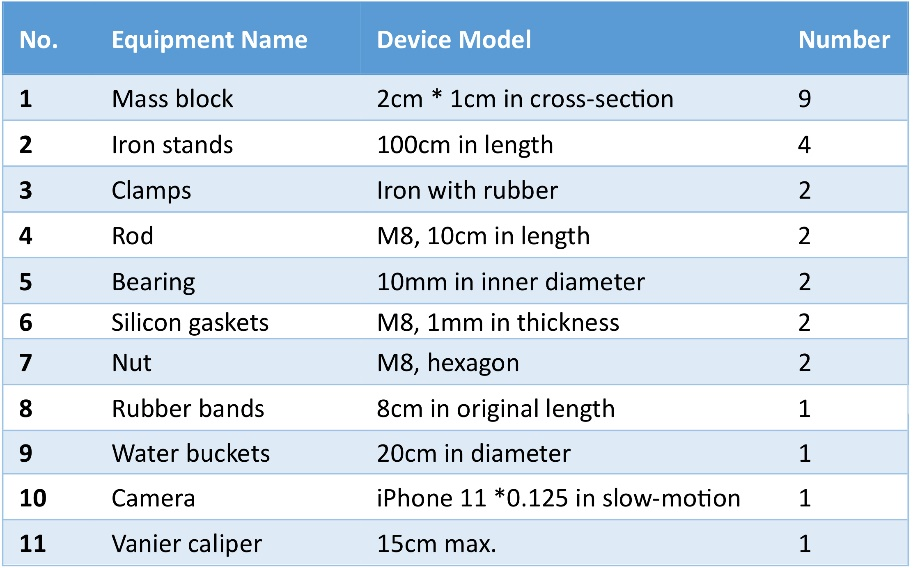 No. Equipment Name Device Model Number
1 Mass block 2cm * 1cm in cross-section 9
2 Iron stands 100cm in length 4
3 Clamps Iron with rubber 2
4 Rod M8, 10cm in length 2
5 Bearing 10mm in inner diameter 2
6 Silicon gaskets M8, 1mm in thickness 2
7 Nut M8, hexagon 2
8 Rubber bands 8cm in original length 1
9 Water buckets 20cm in diameter 1
10 Camera iPhone 11 *0.125 in slow-motion 1
11 Vanier caliper 15cm max. 1